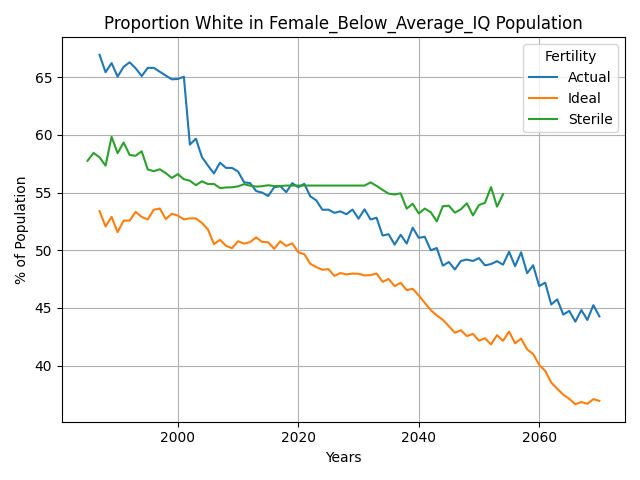 Proportion White in Female_Below_Average_IQ Population
Fertility
Actual
Ideal
Sterile
% of Population
65
60
55
50
45
40
2000
2020
2040
2060
Years